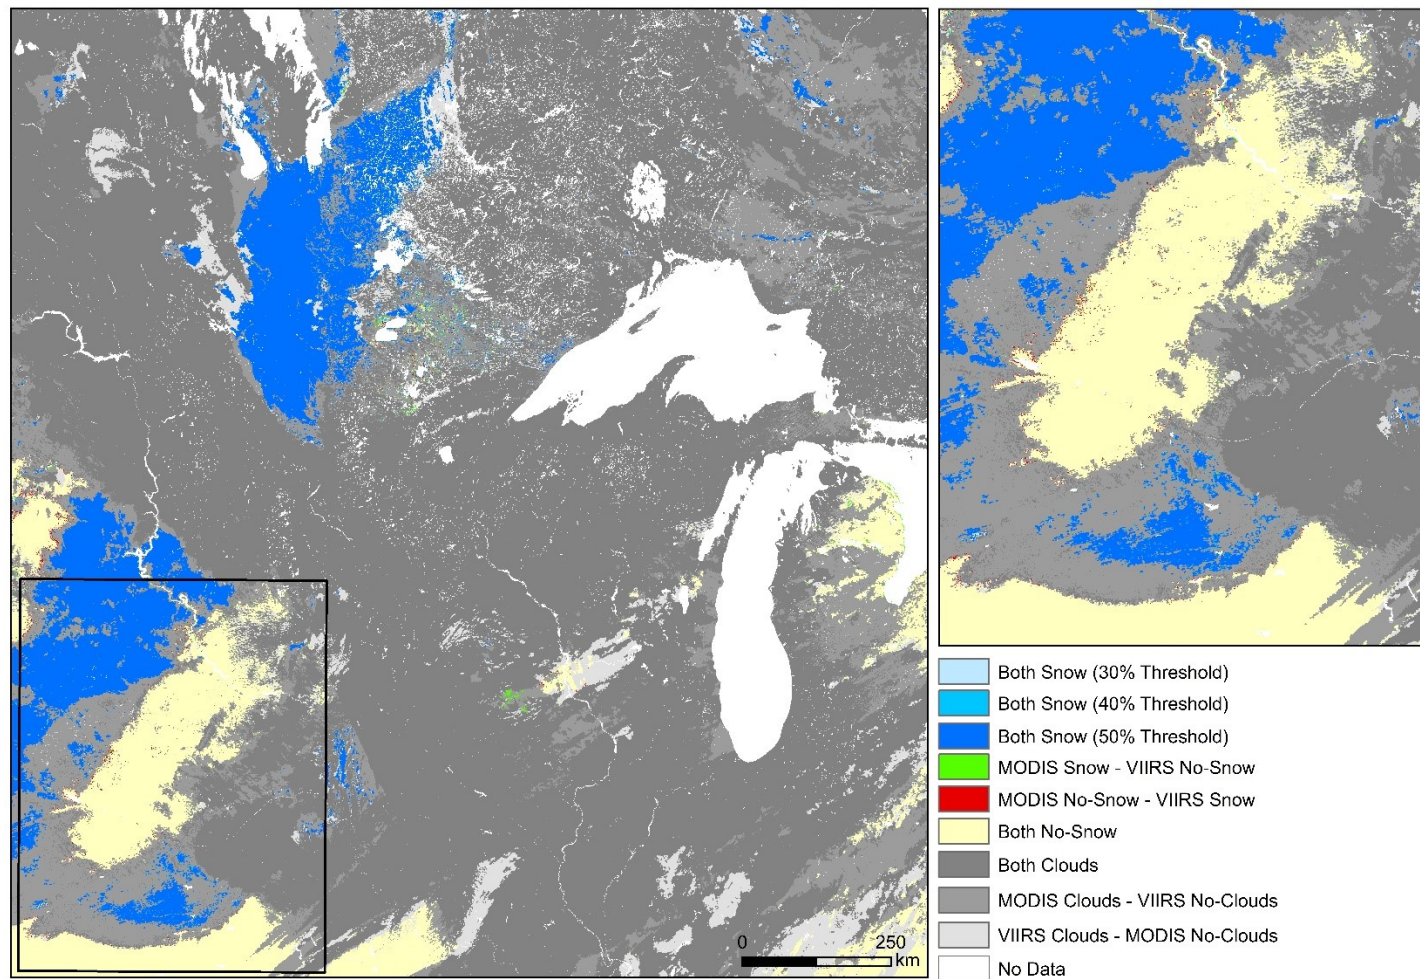 0 250
km
Both Snow (30% Threshold)
Both Snow (40% Threshold)
Both Snow (50% Threshold)
MODIS Snow - VIIRS No-Snow
MODIS No-Snow - VIIRS Snow
Both No-Snow
Both Clouds
MODIS Clouds - VIIRS No-Clouds
VIIRS Clouds - MODIS No-Clouds
No Data